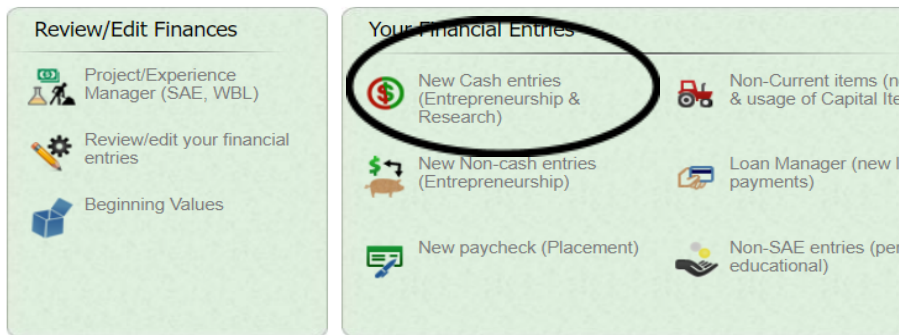 Review/Edit Finances
Project/Experience
Manager (SAE, WBL)
Review/edit your financial
entries
Beginning Values
Your Financial Entries
New Cash entries
(Entrepreneurship &
Research)
New Non-cash entries
(Entrepreneurship)
New paycheck (Placement)
Non-Current items
& usage of Capital
Loan Manager (new
payments)
Non-SAE entries
educational)